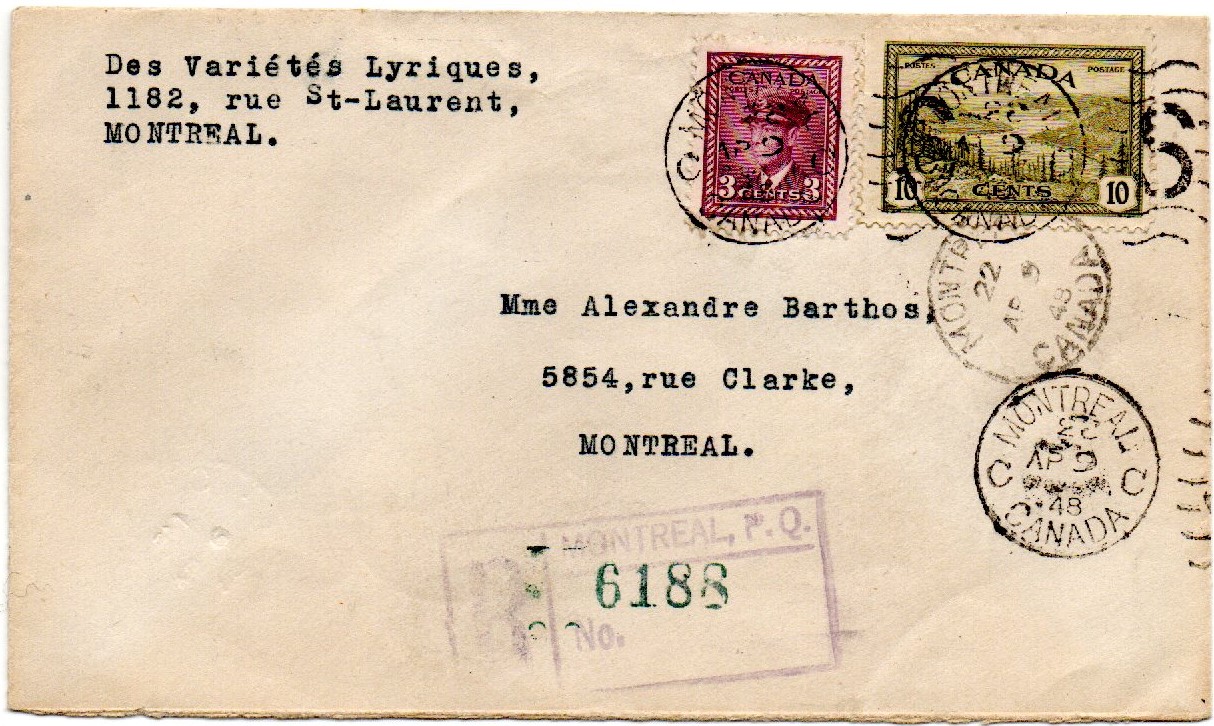 Des Variétés Lyriques,
1182, rue St-Laurent,
MONTREAL.
CANADA
3 CENTS 3
POSTES CANADA POSTAGE
10 CENTS 10
Mme Alexandre Barthos,
5854,rue Clarke,
MONTREAL.
MONTR
22
AP 9
48
CANADA
MONTREAL
C AP 9 C
48
CANADA
R MONTREAL, P.Q.
6188
No.